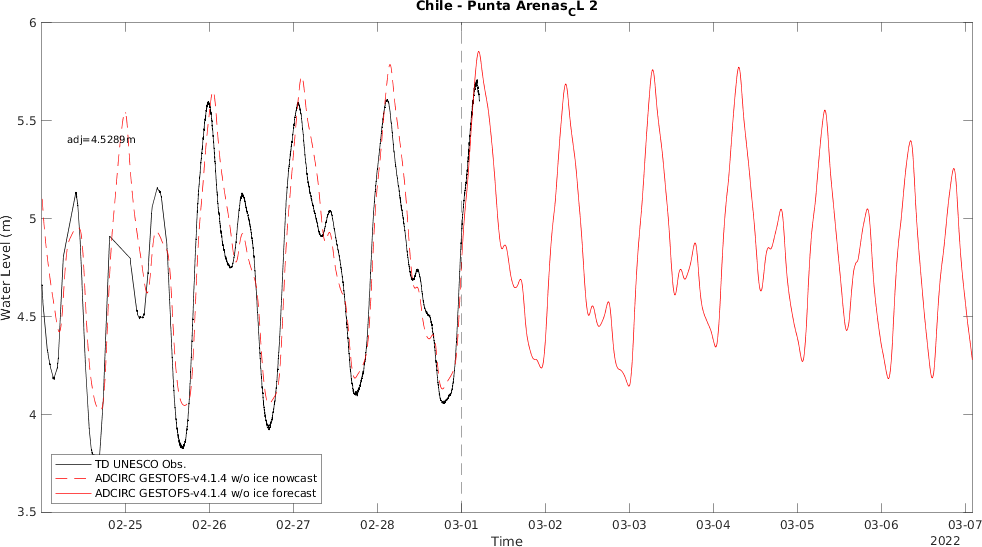 Chile - Punta Arenas_CL 2
6
5.5
5
4.5
4
3.5
Water Level (m)
adj=4.5289m
TD UNESCO Obs.
ADCIRC GESTOFS-v4.1.4 w/o ice nowcast
ADCIRC GESTOFS-v4.1.4 w/o ice forecast
02-25 02-26 02-27 02-28 03-01 03-02 03-03 03-04 03-05 03-06 03-07
Time
2022